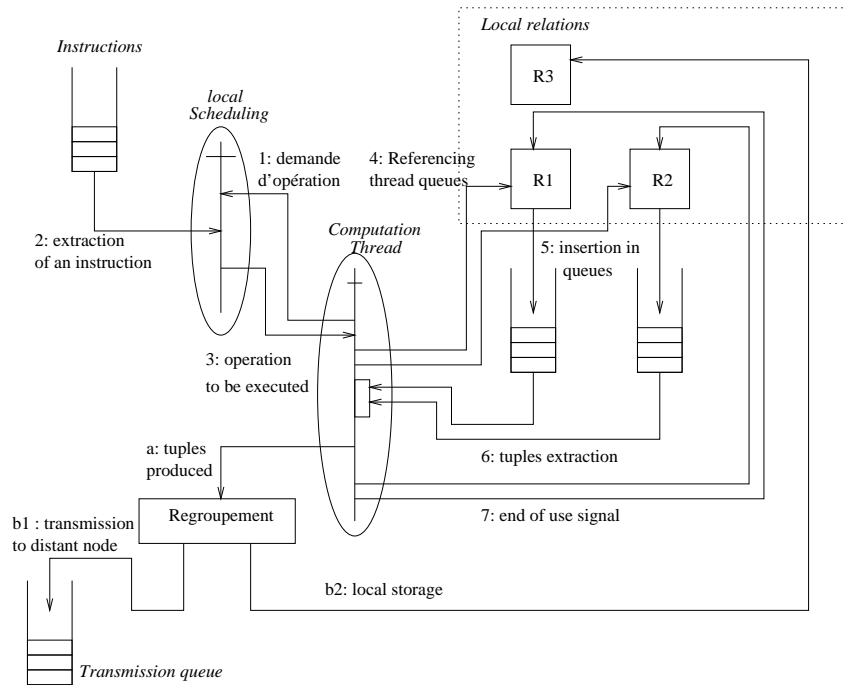 Local relations
Instructions
R3
local
Scheduling
1: demande
d'opération
4: Referencing
thread queues
R1
R2
2: extraction
of an instruction
Computation
Thread
5: insertion in
queues
3: operation
to be executed
a: tuples
produced
6: tuples extraction
Regroupement
7: end of use signal
b1 : transmission
to distant node
b2: local storage
Transmission queue